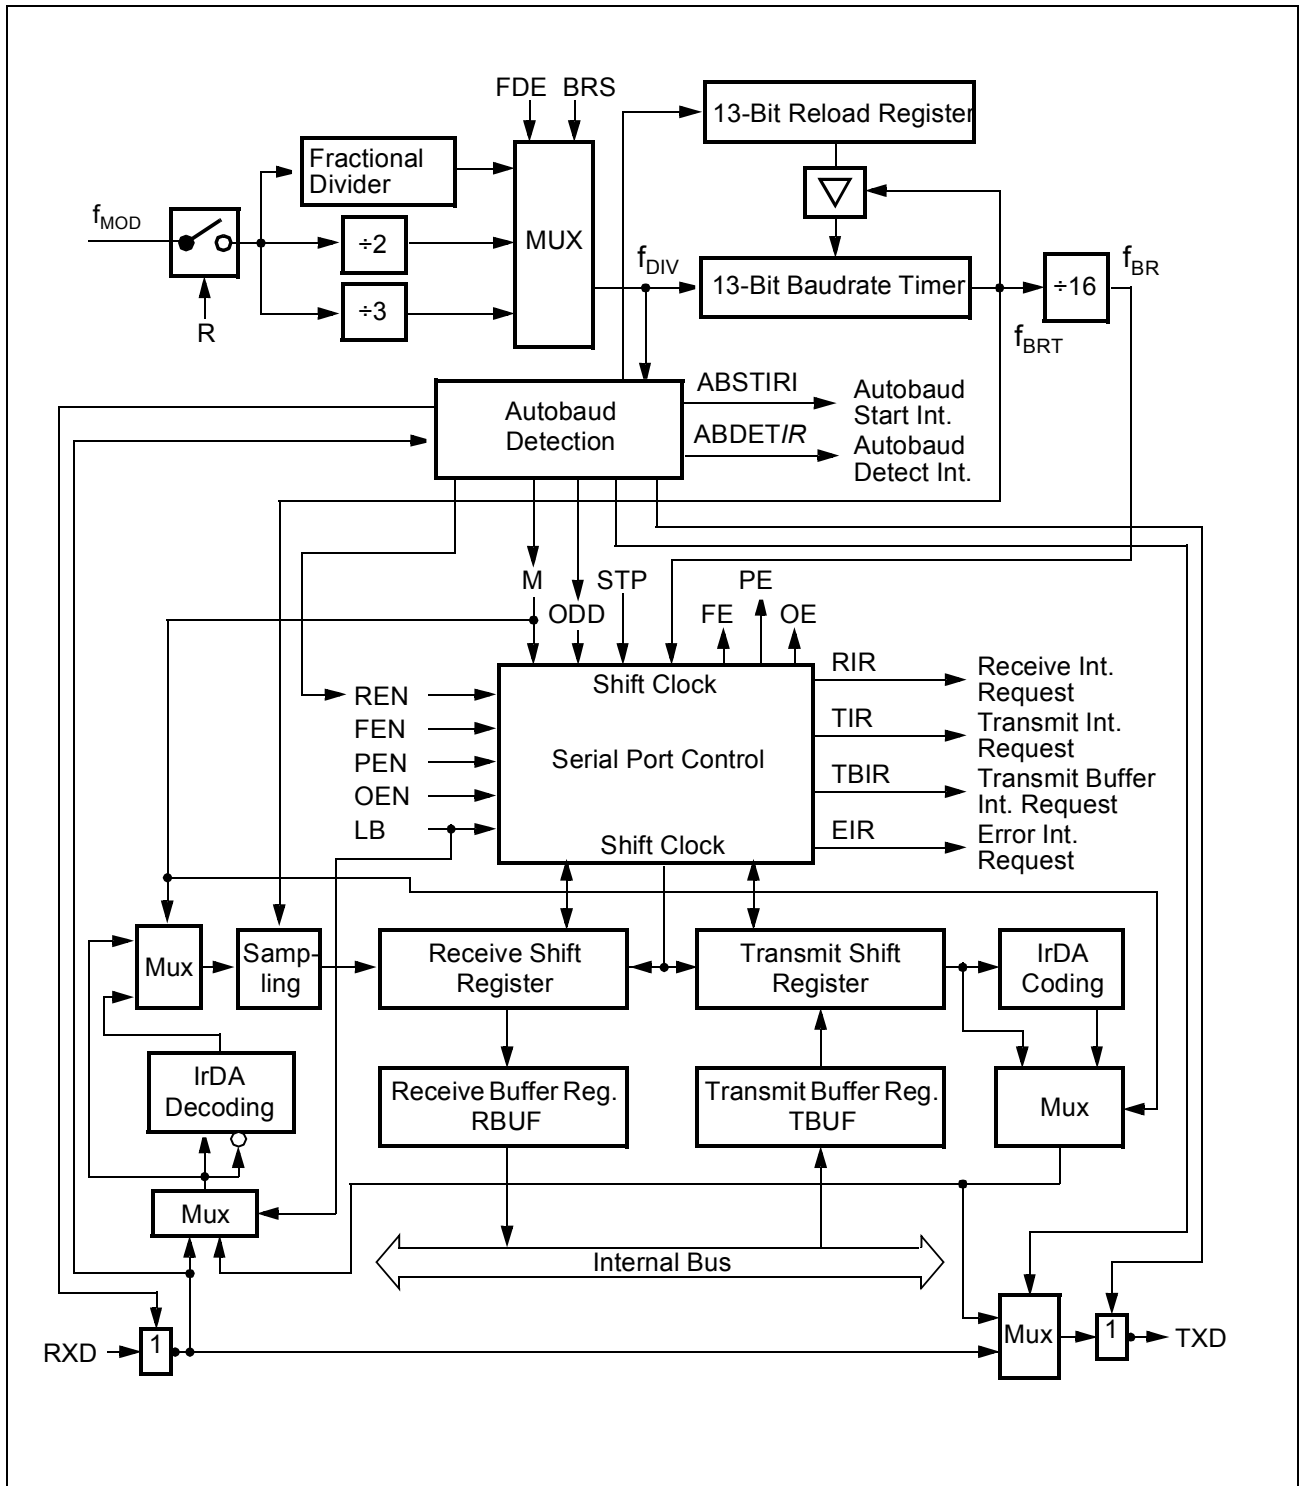 FDE BRS
13-Bit Reload Register
Fractional
Divider
fMOD
÷2
MUX
fDIV
13-Bit Baudrate Timer
÷16
fBR
÷3
R
fBRT
Autobaud
Detection
ABSTIRI
Autobaud
Start Int.
ABDETIR
Autobaud
Detect Int.
M
STP
PE
ODD
FE
OE
Shift Clock
RIR
Receive Int.
Request
REN
FEN
TIR
Transmit Int.
Request
Serial Port Control
PEN
TBIR
Transmit Buffer
Int. Request
OEN
LB
EIR
Error Int.
Request
Shift Clock
Mux
Samp-
ling
Receive Shift
Register
Transmit Shift
Register
IrDA
Coding
IrDA
Decoding
Receive Buffer Reg.
RBUF
Transmit Buffer Reg.
TBUF
Mux
Mux
Internal Bus
RXD
1
Mux
1
TXD